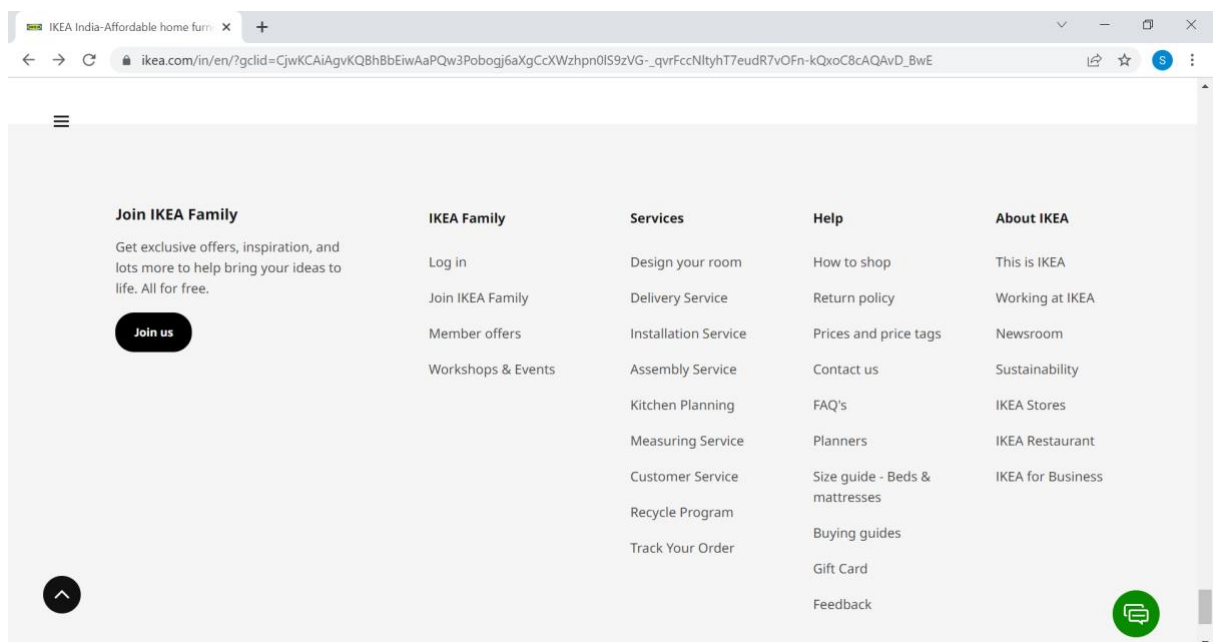 IKEA India-Affordable home furn
ikea.com/in/en/?gclid=CjwKCAiAgvKQBhBbEiwAaPQw3Pobogj6aXgCcXWzhpn0lS9zVG-_qvrFccNltyhT7eudR7vOFn-kQxoC8cAQAvD_BwE
S
Join IKEA Family
Get exclusive offers, inspiration, and
lots more to help bring your ideas to
life. All for free.
Join us
IKEA Family
Log in
Join IKEA Family
Member offers
Workshops & Events
Services
Design your room
Delivery Service
Installation Service
Assembly Service
Kitchen Planning
Measuring Service
Customer Service
Recycle Program
Track Your Order
Help
How to shop
Return policy
Prices and price tags
Contact us
FAQ's
Planners
Size guide - Beds &
mattresses
Buying guides
Gift Card
Feedback
About IKEA
This is IKEA
Working at IKEA
Newsroom
Sustainability
IKEA Stores
IKEA Restaurant
IKEA for Business